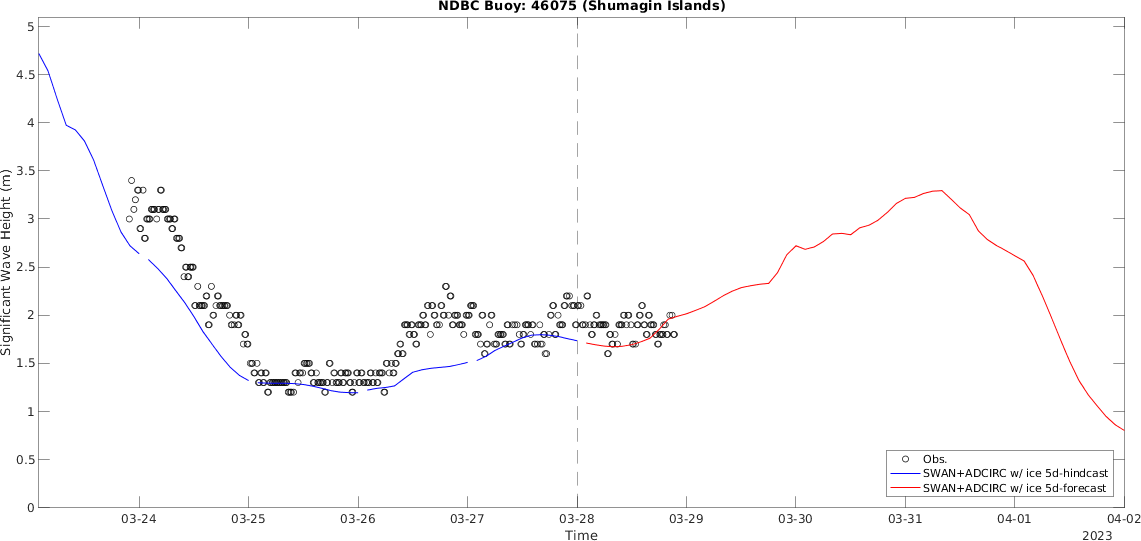 NDBC Buoy: 46075 (Shumagin Islands)
5
4.5
4
3.5
3
2.5
2
1.5
1
0.5
0
Significant Wave Height (m)
03-24 03-25 03-26 03-27 03-28 03-29 03-30 03-31 04-01 04-02
Time
2023
Obs.
SWAN+ADCIRC w/ ice 5d-hindcast
SWAN+ADCIRC w/ ice 5d-forecast